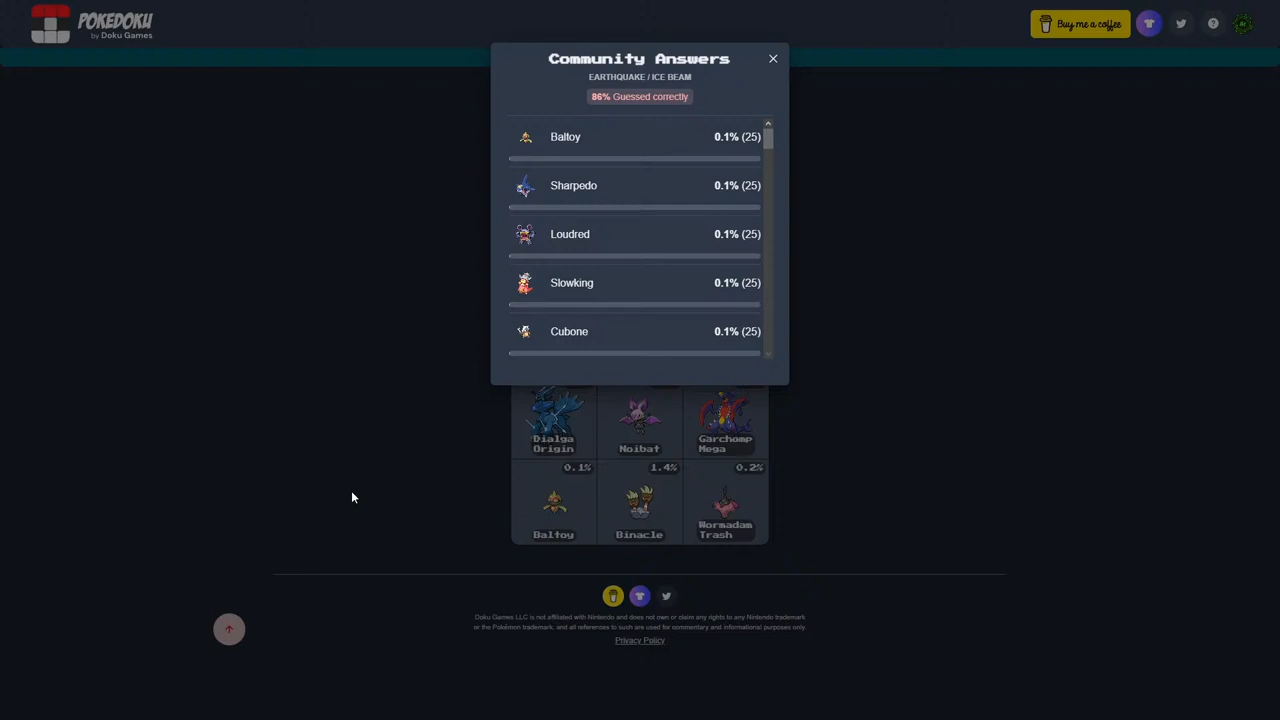 POKEDOKU
by Doku Games
Buy me a coffee
Community Answers
EARTHQUAKE / ICE BEAM
86% Guessed correctly
Baltoy 0.1% (25)
Sharpedo 0.1% (25)
Loudred 0.1% (25)
Slowking 0.1% (25)
Cubone 0.1% (25)
Dialga Origin
Noibat
Garchomp Mega
0.1% 1.4% 0.2%
Baltoy
Binacle
Wormadam Trash
Doku Games LLC is not affiliated with Nintendo and does not own or claim any rights to any Nintendo trademark
or the Pokémon trademark, and all references to such are used for commentary and informational purposes only.
Privacy Policy